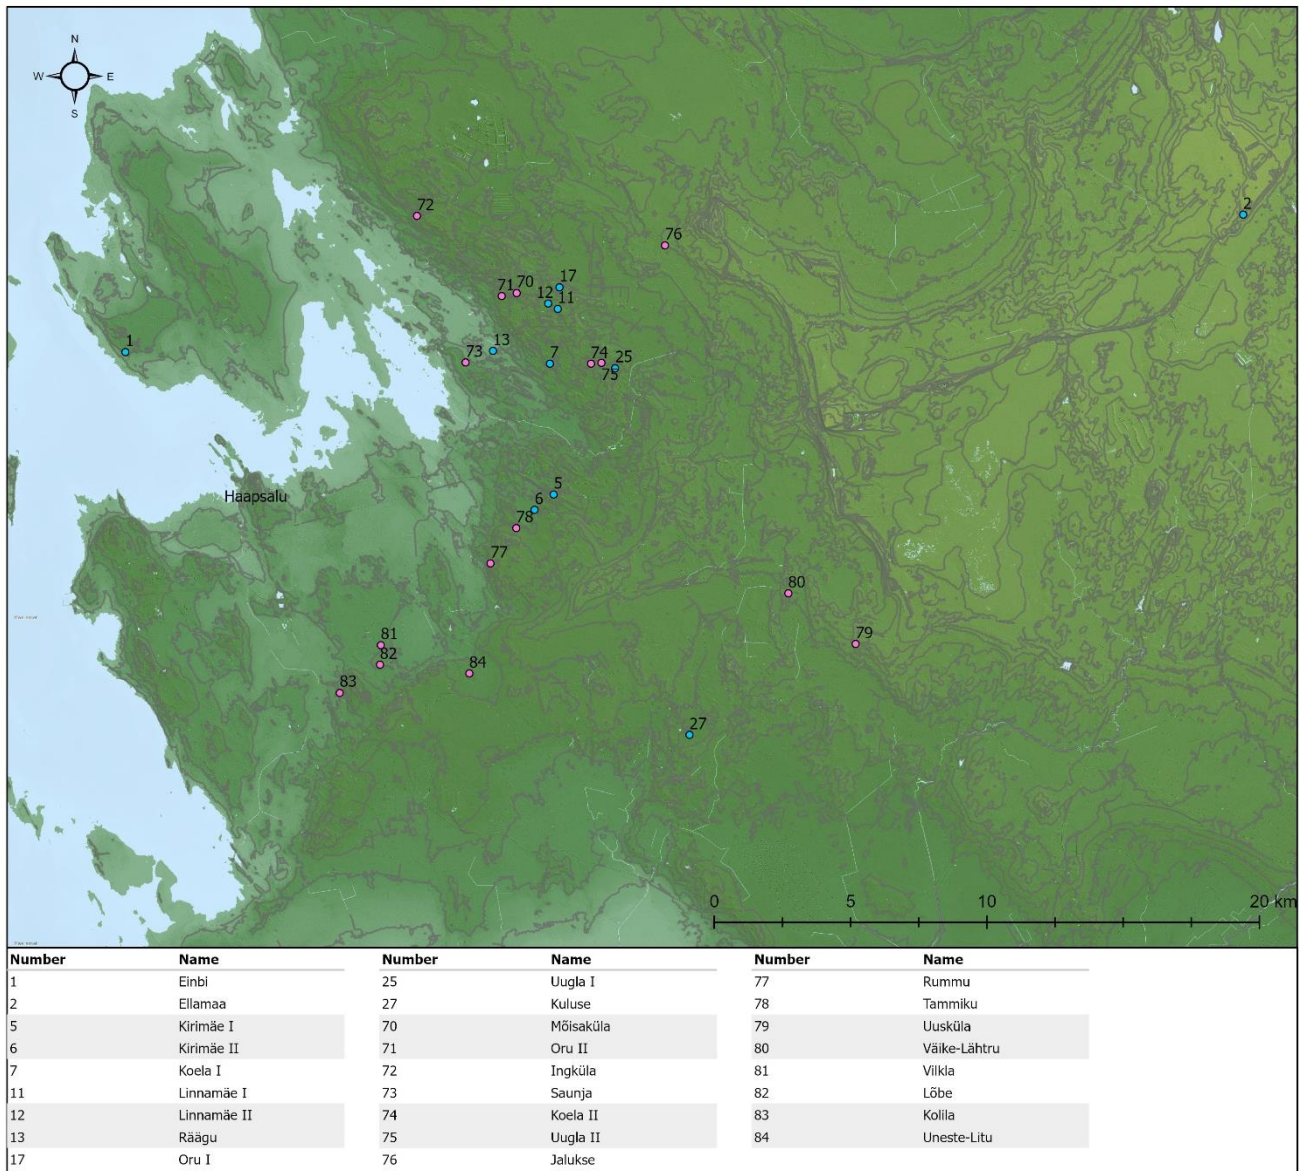 N
W E
S
72
2
76
17
71 70
12
11
1
13
73
7
74
25
75
Haapsalu
5
6
78
77
80
81
79
82
84
83
27
0 5 10 20 km
Number Name Number Name Number Name
1 Einbi 25 Uugla I 77 Rummu
2 Ellamaa 27 Kuluse 78 Tammiku
5 Kirimäe I 70 Mõisaküla 79 Uusküla
6 Kirimäe II 71 Oru II 80 Väike-Lähtru
7 Koela I 72 Ingküla 81 Vilkla
11 Linnamäe I 73 Saunja 82 Lõbe
12 Linnamäe II 74 Koela II 83 Kolila
13 Räägu 75 Uugla II 84 Uneste-Litu
17 Oru I 76 Jalukse